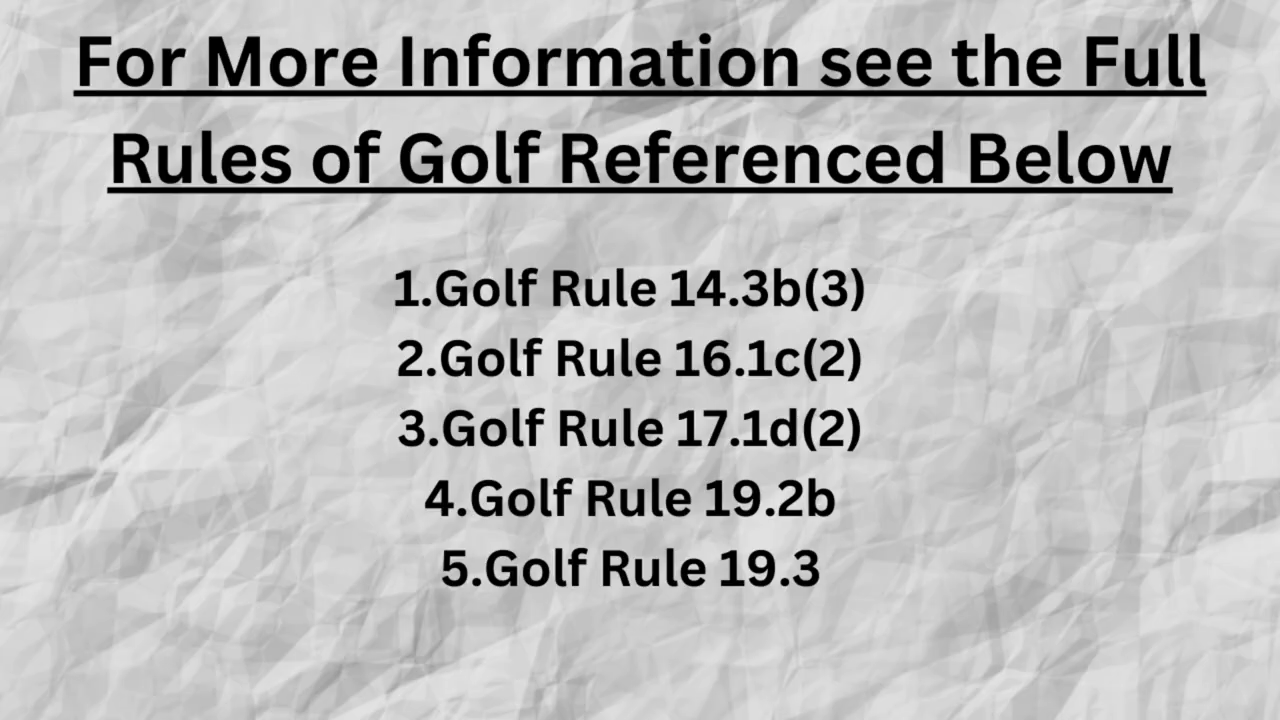 For More Information see the Full
Rules of Golf Referenced Below
1.Golf Rule 14.3b(3)
2.Golf Rule 16.1c(2)
3.Golf Rule 17.1d(2)
4.Golf Rule 19.2b
5.Golf Rule 19.3